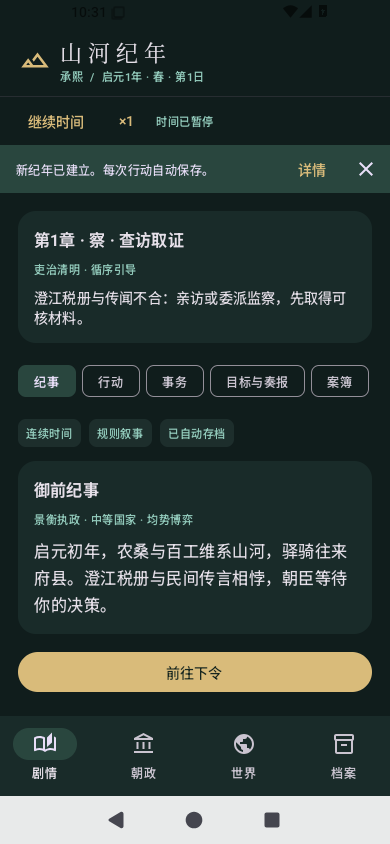 10:31
山河纪年
承熙 / 启元1年 · 春 · 第1日
继续时间 ×1 时间已暂停
新纪年已建立。每次行动自动保存。 详情
第1章 · 察 · 查访取证
吏治清明 · 循序引导
澄江税册与传闻不合：亲访或委派监察，先取得可
核材料。
纪事 行动 事务 目标与奏报 案簿
连续时间 规则叙事 已自动存档
御前纪事
景衡执政 · 中等国家 · 均势博弈
启元初年，农桑与百工维系山河，驿骑往来
府县。澄江税册与民间传言相悖，朝臣等待
你的决策。
前往下令
剧情 朝政 世界 档案